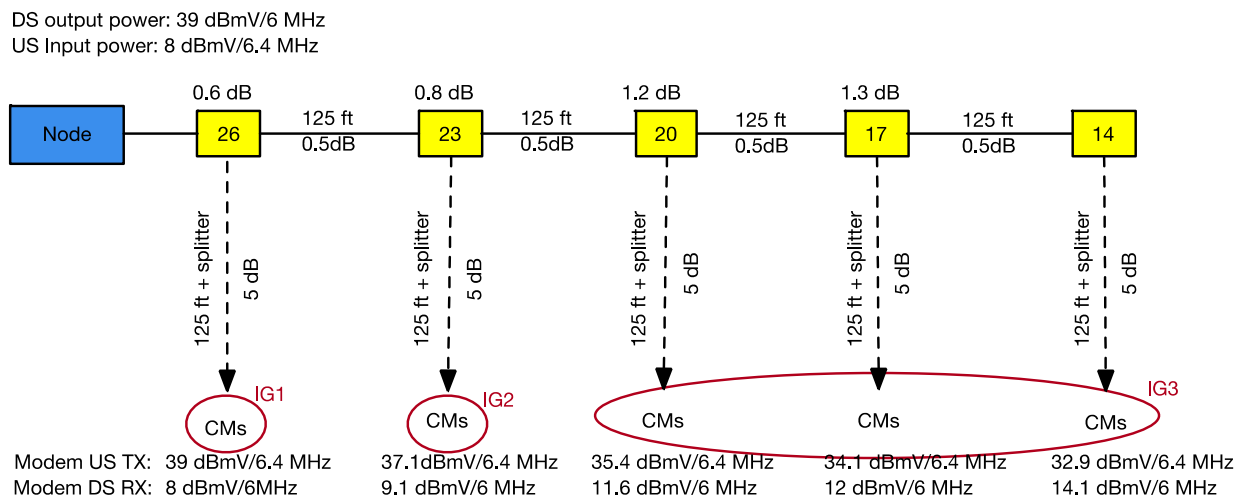 DS output power: 39 dBmV/6 MHz
US Input power: 8 dBmV/6.4 MHz
0.6 dB
0.8 dB
1.2 dB
1.3 dB
Node
26
125 ft
0.5dB
23
125 ft
0.5dB
20
125 ft
0.5dB
17
125 ft
0.5dB
14
125 ft + splitter
5 dB
125 ft + splitter
5 dB
125 ft + splitter
5 dB
125 ft + splitter
5 dB
125 ft + splitter
5 dB
IG1
CMs
IG2
CMs
IG3
CMs
CMs
CMs
Modem US TX: 39 dBmV/6.4 MHz 37.1dBmV/6.4 MHz 35.4 dBmV/6.4 MHz 34.1 dBmV/6.4 MHz 32.9 dBmV/6.4 MHz
Modem DS RX: 8 dBmV/6MHz 9.1 dBmV/6 MHz 11.6 dBmV/6 MHz 12 dBmV/6 MHz 14.1 dBmV/6 MHz